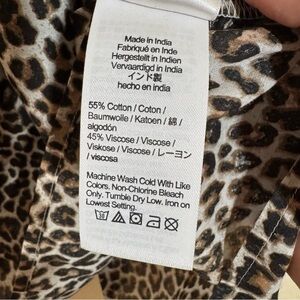 Made in India
Fabriqué en Inde
Hergestellt in Indien
Vervaardigd in India
インド製
hecho en india
55% Cotton / Coton /
Baumwolle / Katoen / 綿 /
algodón
45% Viscose / Viscose /
Viskose / Viscose / レーヨン
/ viscosa
Machine Wash Cold With Like
Colors. Non-Chlorine Bleach
Only. Tumble Dry Low. Iron on
Lowest Setting.